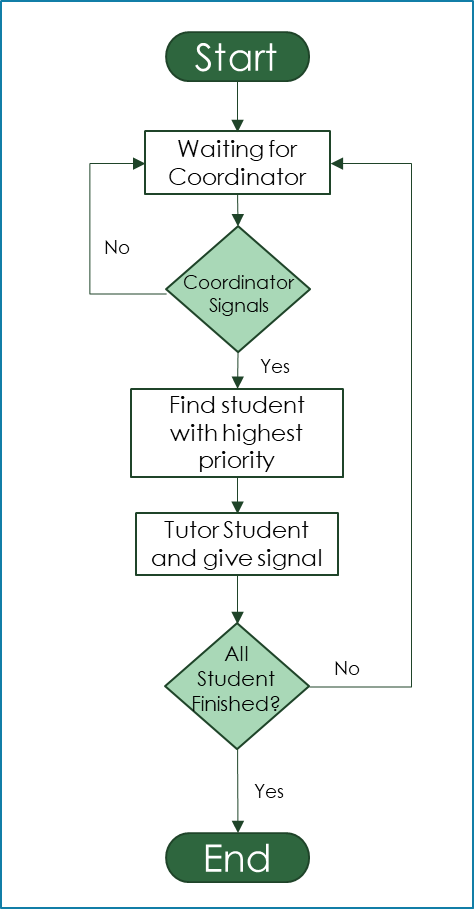 Start
Waiting for
Coordinator
No
Coordinator
Signals
Yes
Find student
with highest
priority
Tutor Student
and give signal
All
Student
Finished?
No
Yes
End